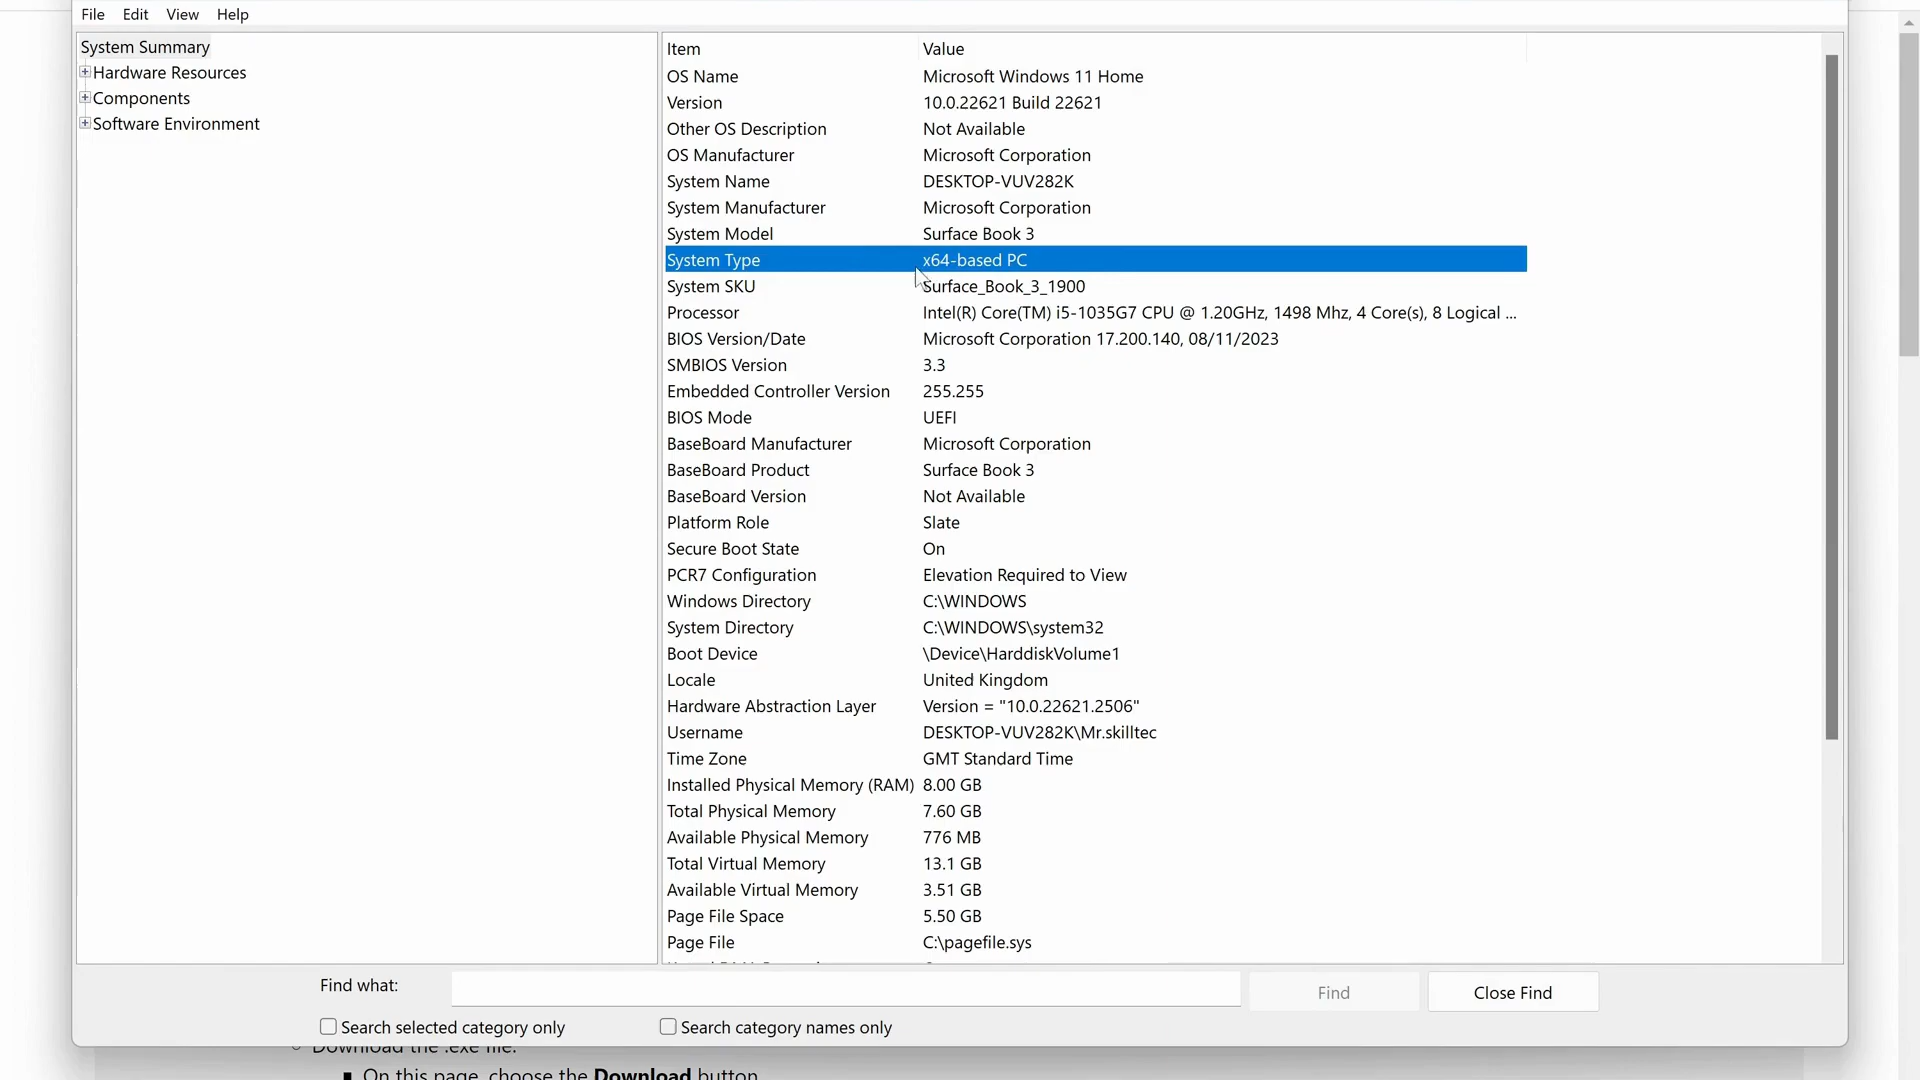 File Edit View Help
System Summary
Hardware Resources
Components
Software Environment
Item Value
OS Name Microsoft Windows 11 Home
Version 10.0.22621 Build 22621
Other OS Description Not Available
OS Manufacturer Microsoft Corporation
System Name DESKTOP-VUV282K
System Manufacturer Microsoft Corporation
System Model Surface Book 3
System Type x64-based PC
System SKU Surface_Book_3_1900
Processor Intel(R) Core(TM) i5-1035G7 CPU @ 1.20GHz, 1498 Mhz, 4 Core(s), 8 Logical ...
BIOS Version/Date Microsoft Corporation 17.200.140, 08/11/2023
SMBIOS Version 3.3
Embedded Controller Version 255.255
BIOS Mode UEFI
BaseBoard Manufacturer Microsoft Corporation
BaseBoard Product Surface Book 3
BaseBoard Version Not Available
Platform Role Slate
Secure Boot State On
PCR7 Configuration Elevation Required to View
Windows Directory C:\WINDOWS
System Directory C:\WINDOWS\system32
Boot Device \Device\HarddiskVolume1
Locale United Kingdom
Hardware Abstraction Layer Version = "10.0.22621.2506"
Username DESKTOP-VUV282K\Mr.skilltec
Time Zone GMT Standard Time
Installed Physical Memory (RAM) 8.00 GB
Total Physical Memory 7.60 GB
Available Physical Memory 776 MB
Total Virtual Memory 13.1 GB
Available Virtual Memory 3.51 GB
Page File Space 5.50 GB
Page File C:\pagefile.sys
Find what: Find Close Find
Search selected category only Search category names only
Download the .exe file.
On this page, choose the Download button